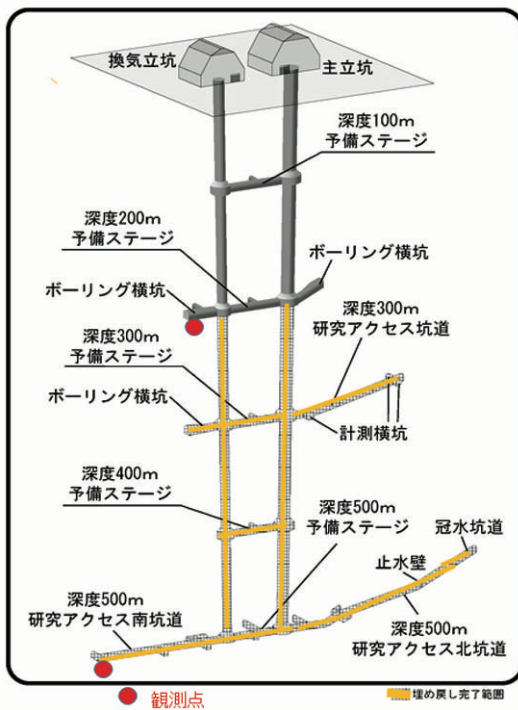 換気立坑
主立坑
深度100m
予備ステージ
深度200m
予備ステージ
ボーリング横坑
ボーリング横坑
深度300m
研究アクセス坑道
深度300m
予備ステージ
ボーリング横坑
計測横坑
深度400m
予備ステージ
深度500m
予備ステージ
冠水坑道
止水壁
深度500m
研究アクセス南坑道
深度500m
研究アクセス北坑道
観測点
埋め戻し完了範囲